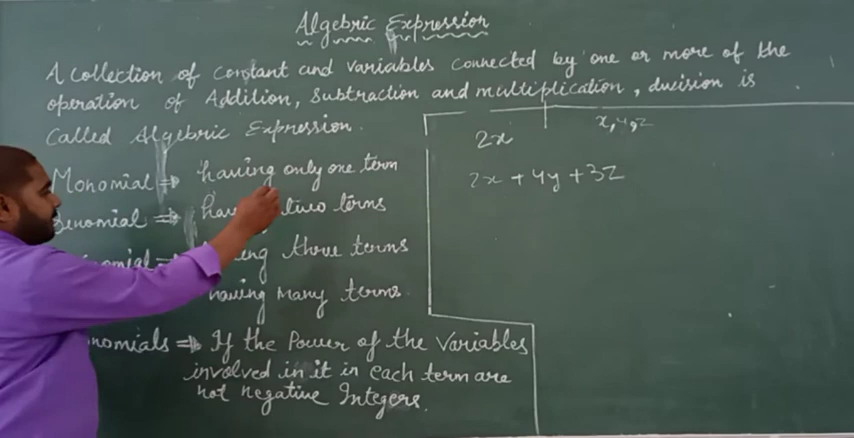 Algebric Expression
A collection of constant and variables connected by one or more of the
operation of Addition, Subtraction and multiplication, duision is
Called Algebric Expression.
Monomial ⇒ having only one term
Binomial ⇒ two terms
three terms
having many terms.
nomials ⇒ If the Power of the Variables
involved in it in each term are
not negative Integers.
2x
x, y, z
2x + 4y + 3z